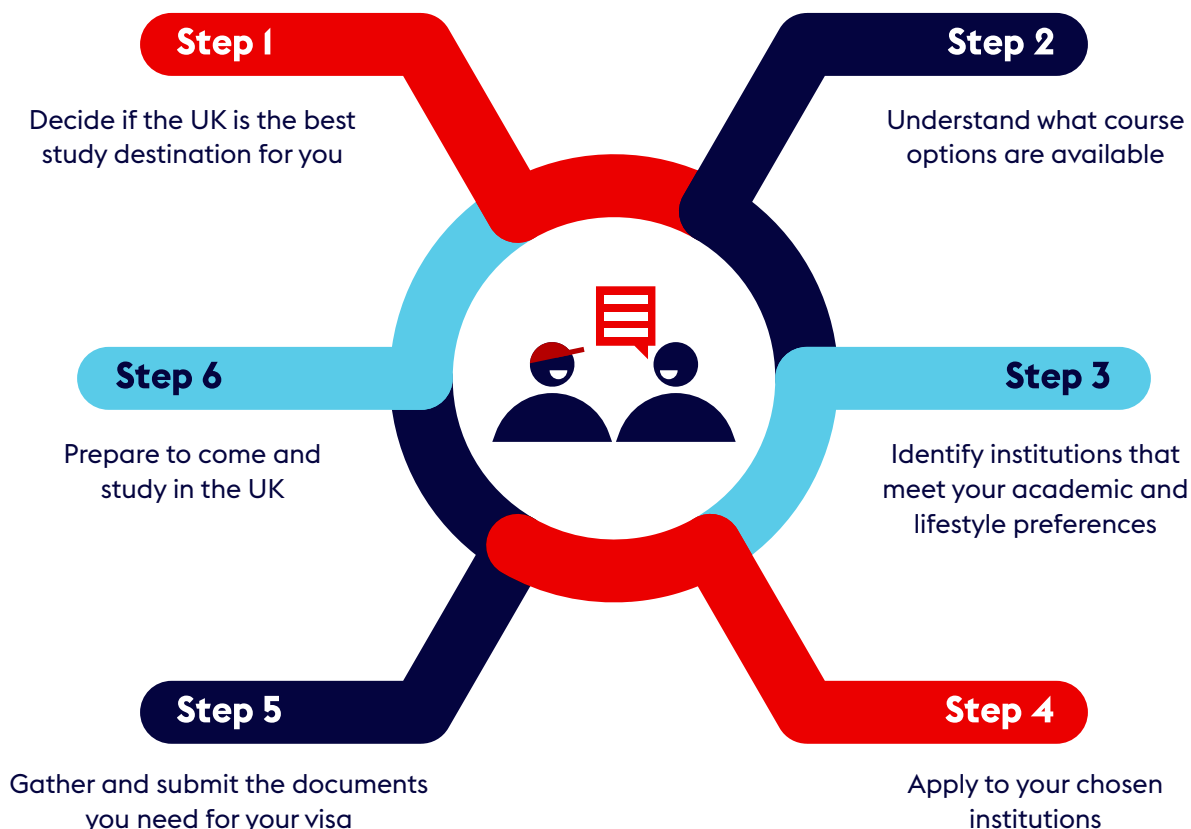 Step 1
Decide if the UK is the best
study destination for you
Step 2
Understand what course
options are available
Step 3
Identify institutions that
meet your academic and
lifestyle preferences
Step 4
Apply to your chosen
institutions
Step 5
Gather and submit the documents
you need for your visa
Step 6
Prepare to come and
study in the UK